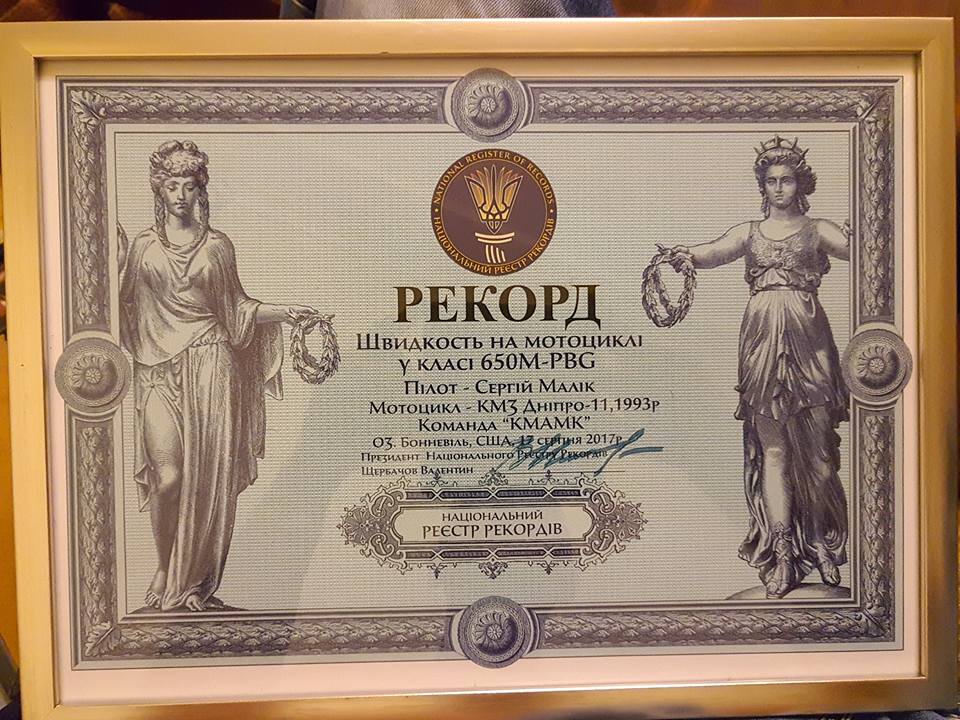 NATIONAL REGISTER OF RECORDS
НАЦІОНАЛЬНИЙ РЕЄСТР РЕКОРДІВ
РЕКОРД
Швидкость на мотоциклі
у класі 650M-PBG
Пілот - Сергій Малік
Мотоцикл - КМЗ Дніпро-11,1993р
Команда "КМАМК"
Оз. Бонневіль, США, 17 серпня 2017р.
Президент Національного Реєстру Рекордів
Щербачов Валентин
НАЦІОНАЛЬНИЙ
РЕЄСТР РЕКОРДІВ